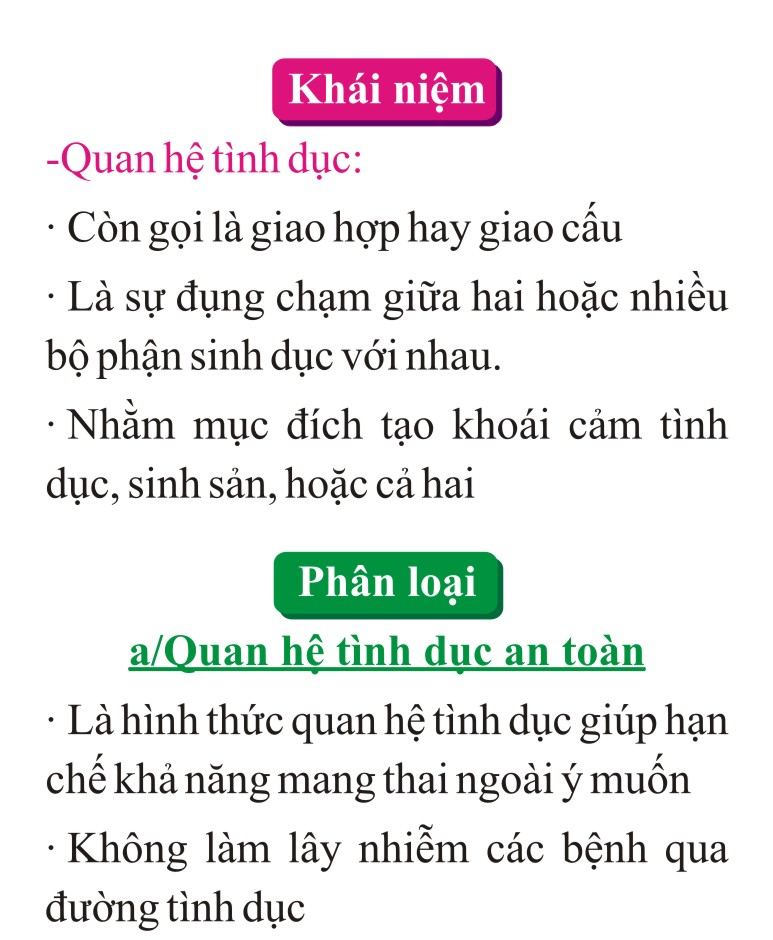 Khái niệm
-Quan hệ tình dục:
· Còn gọi là giao hợp hay giao cấu
· Là sự đụng chạm giữa hai hoặc nhiều
bộ phận sinh dục với nhau.
· Nhằm mục đích tạo khoái cảm tình
dục, sinh sản, hoặc cả hai
Phân loại
a/Quan hệ tình dục an toàn
· Là hình thức quan hệ tình dục giúp hạn
chế khả năng mang thai ngoài ý muốn
· Không làm lây nhiễm các bệnh qua
đường tình dục